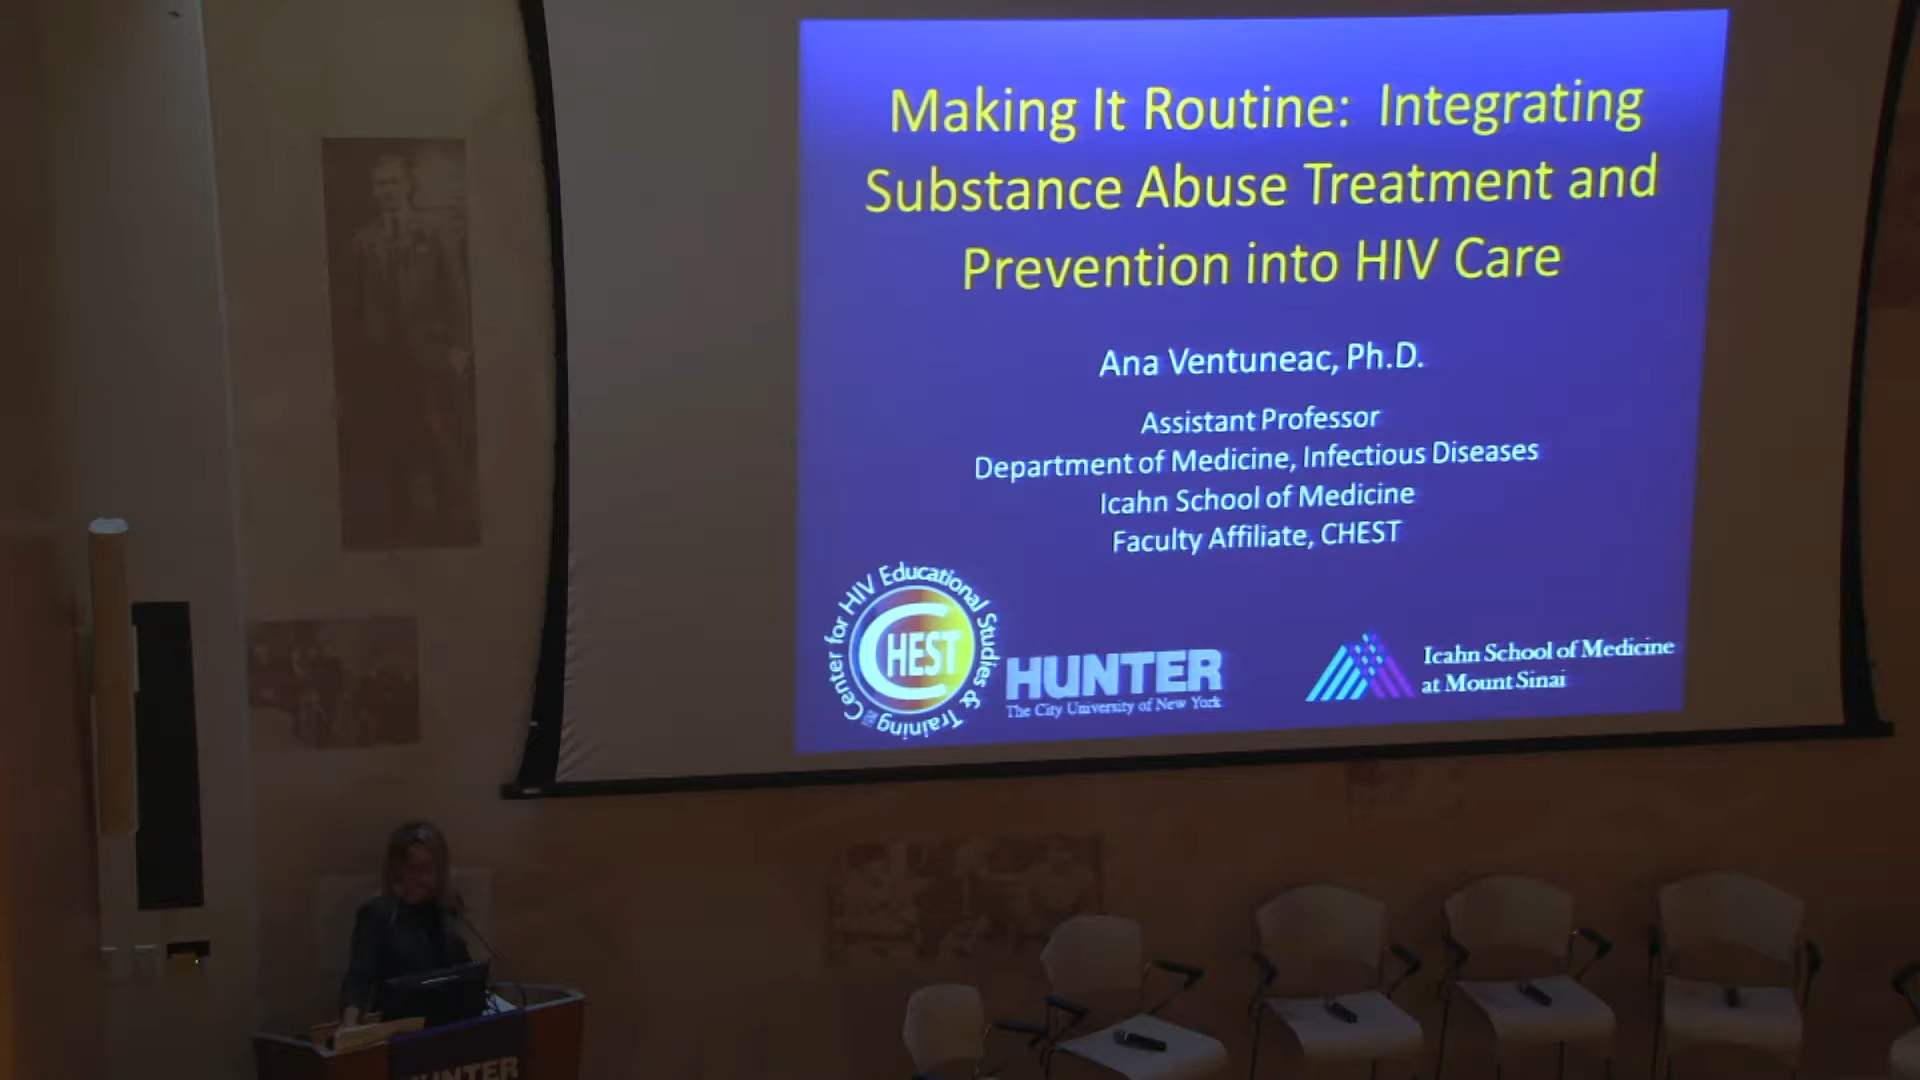 Making It Routine: Integrating
Substance Abuse Treatment and
Prevention into HIV Care
Ana Ventuneac, Ph.D.
Assistant Professor
Department of Medicine, Infectious Diseases
Icahn School of Medicine
Faculty Affiliate, CHEST
Center for HIV Educational Studies & Training
CHEST
HUNTER
The City University of New York
Icahn School of Medicine
at Mount Sinai
HUNTER